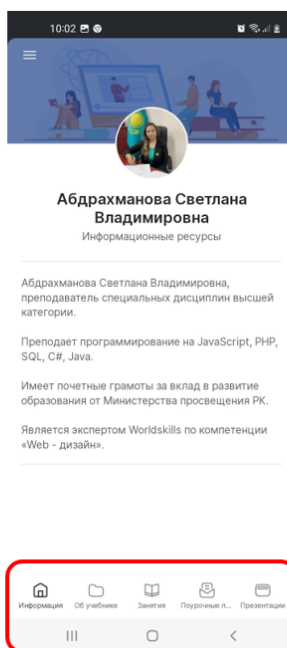 10:02
Абдрахманова Светлана
Владимировна
Информационные ресурсы
Абдрахманова Светлана Владимировна,
преподаватель специальных дисциплин высшей
категории.
Преподает программирование на JavaScript, PHP,
SQL, C#, Java.
Имеет почетные грамоты за вклад в развитие
образования от Министерства просвещения РК.
Является экспертом Worldskills по компетенции
«Web - дизайн».
Информация Об учебнике Занятия Поурочные п... Презентации